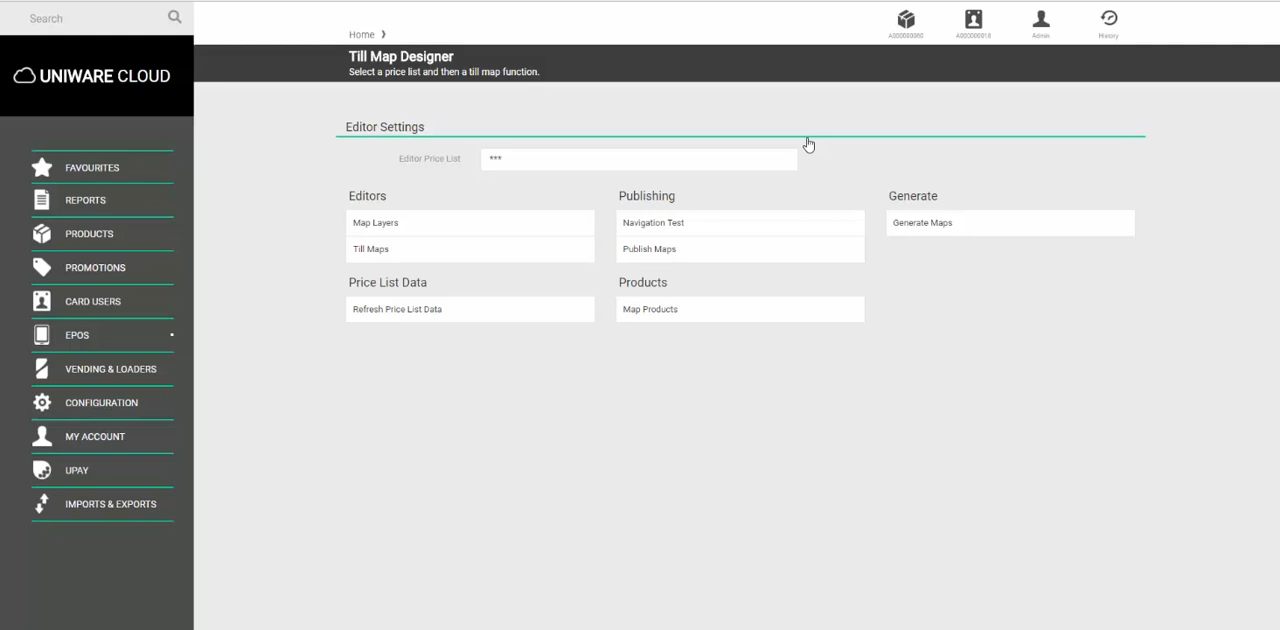 Search
Home ❯
A000000060
A000000018
Admin
History
UNIWARE CLOUD
Till Map Designer
Select a price list and then a till map function.
Editor Settings
Editor Price List
***
FAVOURITES
REPORTS
PRODUCTS
PROMOTIONS
CARD USERS
EPOS
VENDING & LOADERS
CONFIGURATION
MY ACCOUNT
UPAY
IMPORTS & EXPORTS
Editors
Map Layers
Till Maps
Publishing
Navigation Test
Publish Maps
Generate
Generate Maps
Price List Data
Refresh Price List Data
Products
Map Products